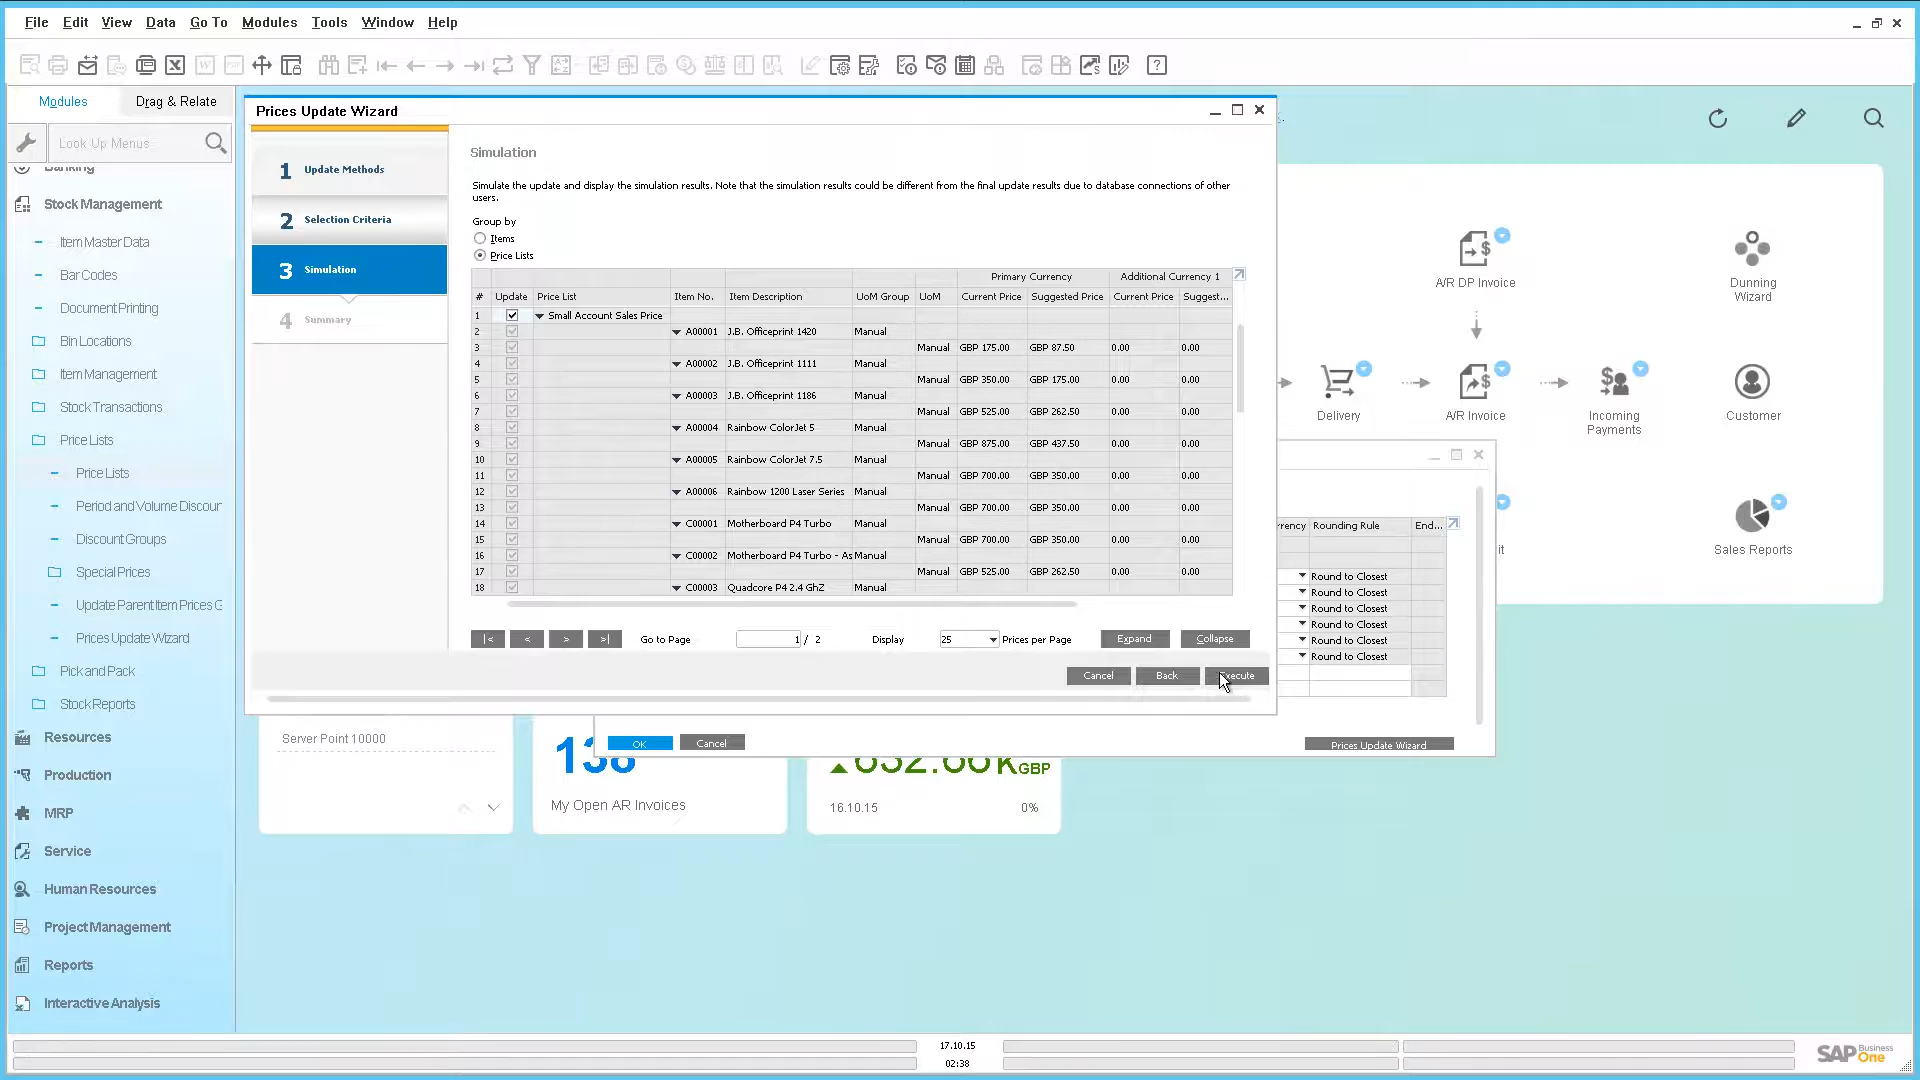 File Edit View Data Go To Modules Tools Window Help
Modules Drag & Relate
Look Up Menus
Banking
Stock Management
Item Master Data
Bar Codes
Document Printing
Bin Locations
Item Management
Stock Transactions
Price Lists
Price Lists
Period and Volume Discoun
Discount Groups
Special Prices
Update Parent Item Prices G
Prices Update Wizard
Pick and Pack
Stock Reports
Resources
Production
MRP
Service
Human Resources
Project Management
Reports
Interactive Analysis
Prices Update Wizard
1 Update Methods
2 Selection Criteria
3 Simulation
4 Summary
Simulation
Simulate the update and display the simulation results. Note that the simulation results could be different from the final update results due to database connections of other
users.
Group by
Items
Price Lists
Primary Currency Additional Currency 1
# Update Price List Item No. Item Description UoM Group UoM Current Price Suggested Price Current Price Suggest...
1 Small Account Sales Price
2 A00001 J.B. Officeprint 1420 Manual
3 Manual GBP 175.00 GBP 87.50 0.00 0.00
4 A00002 J.B. Officeprint 1111 Manual
5 Manual GBP 350.00 GBP 175.00 0.00 0.00
6 A00003 J.B. Officeprint 1186 Manual
7 Manual GBP 525.00 GBP 262.50 0.00 0.00
8 A00004 Rainbow ColorJet 5 Manual
9 Manual GBP 875.00 GBP 437.50 0.00 0.00
10 A00005 Rainbow ColorJet 7.5 Manual
11 Manual GBP 700.00 GBP 350.00 0.00 0.00
12 A00006 Rainbow 1200 Laser Series Manual
13 Manual GBP 700.00 GBP 350.00 0.00 0.00
14 C00001 Motherboard P4 Turbo Manual
15 Manual GBP 700.00 GBP 350.00 0.00 0.00
16 C00002 Motherboard P4 Turbo - As Manual
17 Manual GBP 525.00 GBP 262.50 0.00 0.00
18 C00003 Quadcore P4 2.4 GhZ Manual
|< < > >| Go to Page 1 / 2 Display 25 Prices per Page Expand Collapse
Cancel Back Execute
A/R DP Invoice
Dunning
Wizard
Delivery
A/R Invoice
Incoming
Payments
Customer
Sales Reports
rency Rounding Rule End...
it
Round to Closest
Round to Closest
Round to Closest
Round to Closest
Round to Closest
Round to Closest
OK Cancel Prices Update Wizard
Server Point 10000
138
My Open AR Invoices
GBP
16.10.15 0%
17.10.15
02:38
SAP Business
One